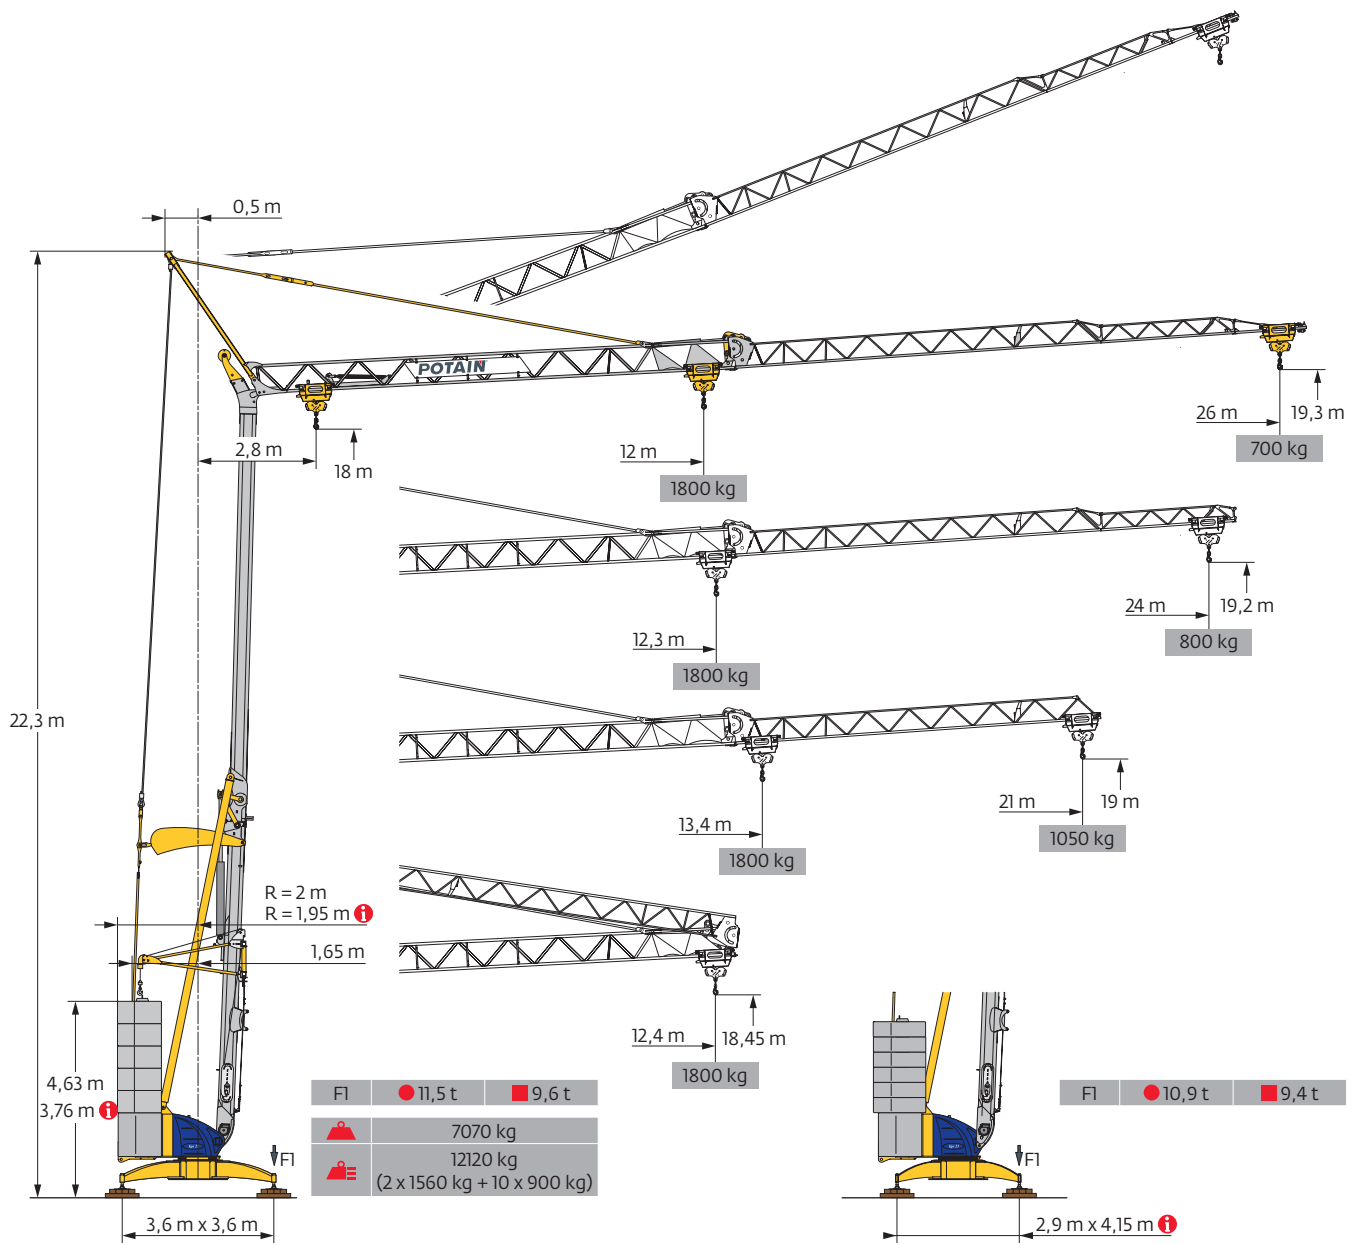 0,5 m
POTAIN
2,8 m
18 m
12 m
1800 kg
26 m
19,3 m
700 kg
12,3 m
1800 kg
24 m
19,2 m
800 kg
22,3 m
13,4 m
1800 kg
21 m
19 m
1050 kg
R = 2 m
R = 1,95 m i
1,65 m
12,4 m
18,45 m
1800 kg
4,63 m
3,76 m i
F1 11,5 t 9,6 t
7070 kg
12120 kg
(2 x 1560 kg + 10 x 900 kg)
F1
3,6 m x 3,6 m
F1 10,9 t 9,4 t
F1
2,9 m x 4,15 m i